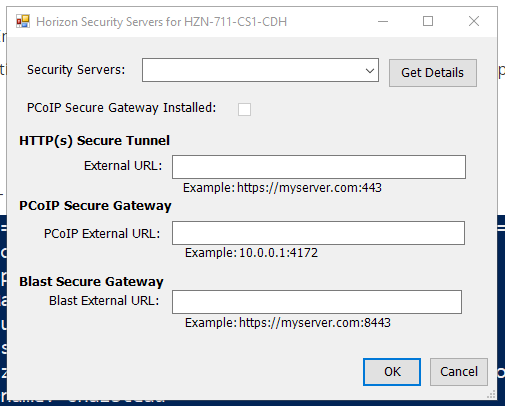 Horizon Security Servers for HZN-711-CS1-CDH
Security Servers:
Get Details
PCoIP Secure Gateway Installed:
HTTP(s) Secure Tunnel
External URL:
Example: https://myserver.com:443
PCoIP Secure Gateway
PCoIP External URL:
Example: 10.0.0.1:4172
Blast Secure Gateway
Blast External URL:
Example: https://myserver.com:8443
OK
Cancel